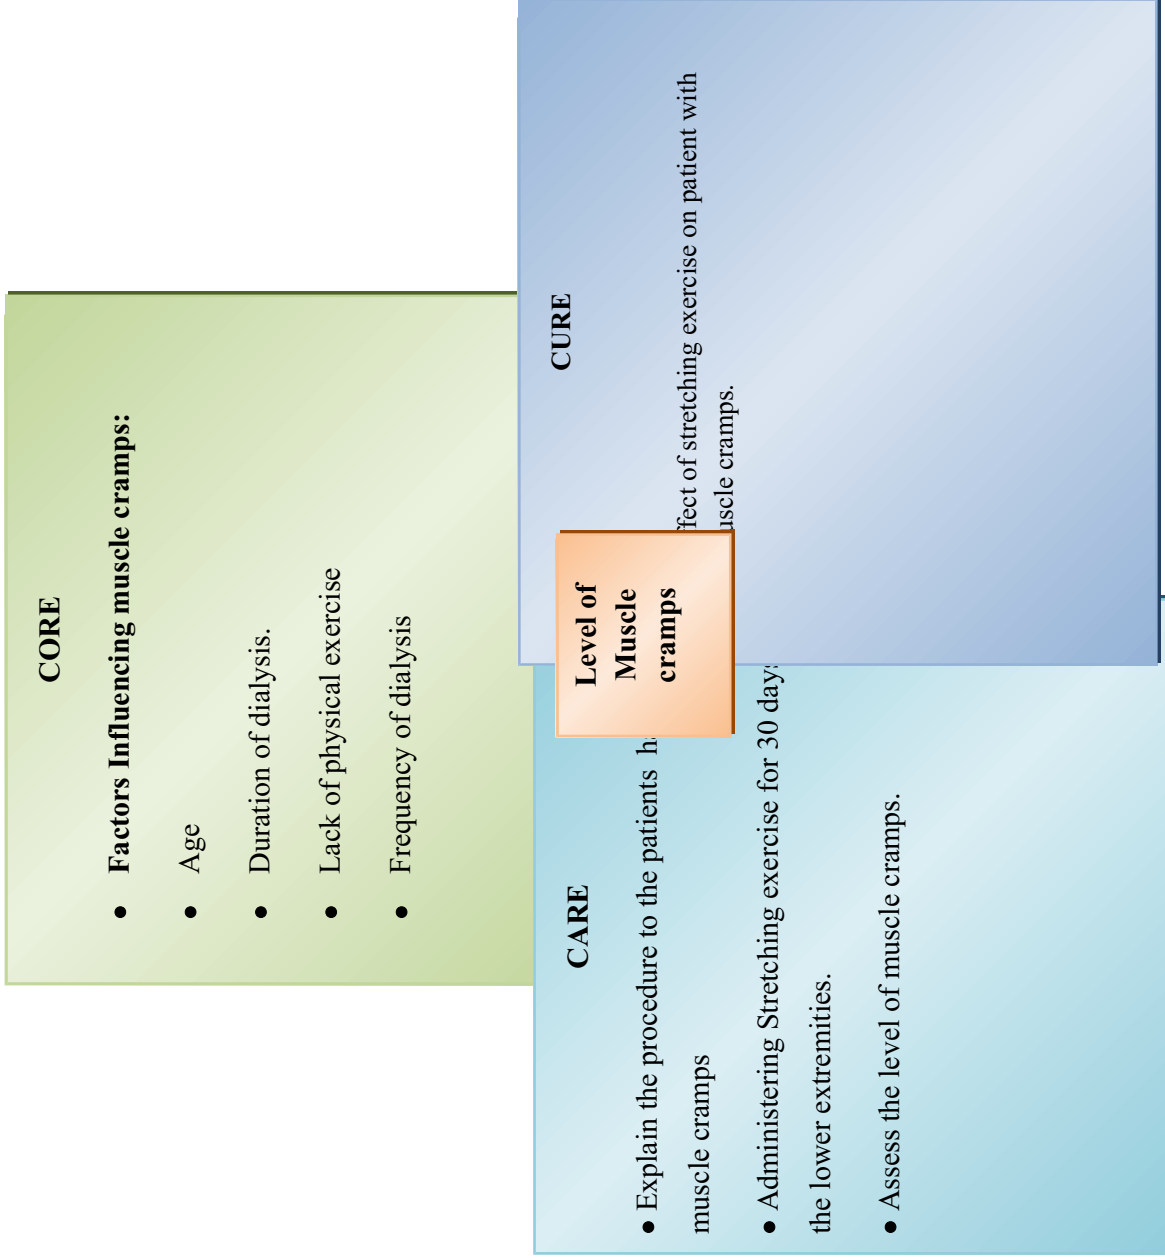 CORE
● Factors Influencing muscle cramps:
● Age
● Duration of dialysis.
● Lack of physical exercise
● Frequency of dialysis
CARE
● Explain the procedure to the patients
muscle cramps
● Administering Stretching exercise for 30 days
the lower extremities.
● Assess the level of muscle cramps.
Level of
Muscle
cramps
CURE
of stretching exercise on patient with
cramps.